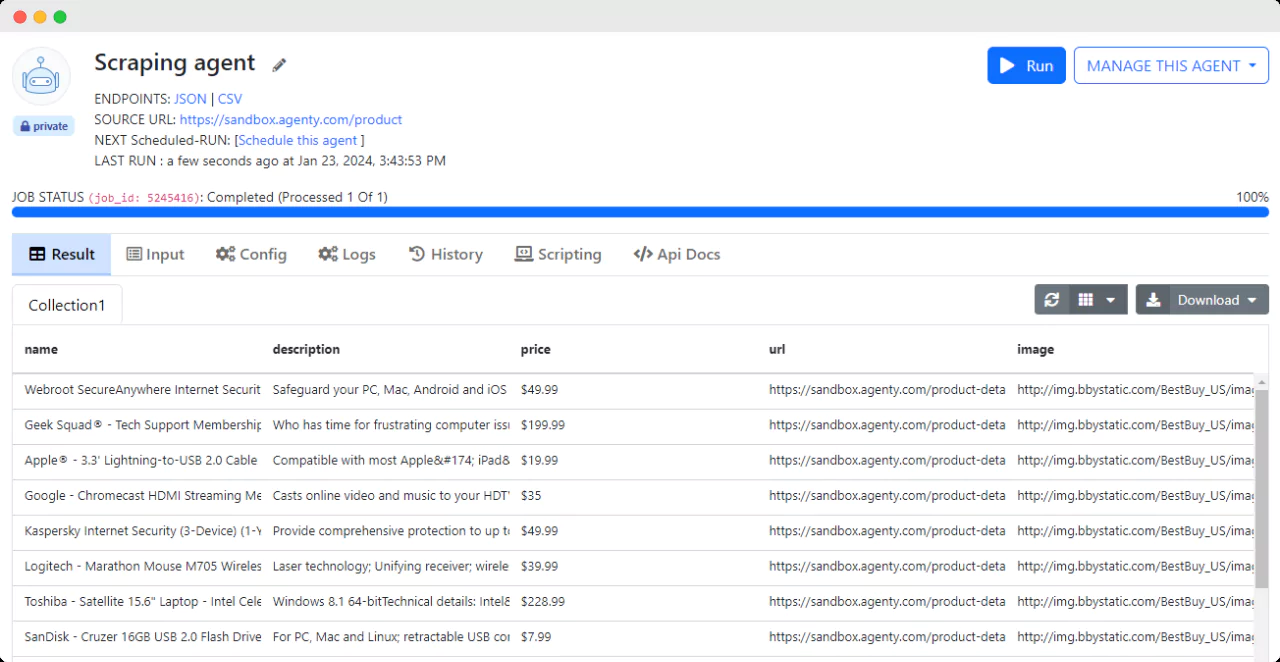 Scraping agent
Run
MANAGE THIS AGENT
ENDPOINTS: JSON | CSV
private
SOURCE URL: https://sandbox.agenty.com/product
NEXT Scheduled-RUN: [Schedule this agent ]
LAST RUN : a few seconds ago at Jan 23, 2024, 3:43:53 PM
JOB STATUS (job_id: 5245416): Completed (Processed 1 Of 1) 100%
Result Input Config Logs History Scripting Api Docs
Collection1 Download
name description price url image
Webroot SecureAnywhere Internet Securit Safeguard your PC, Mac, Android and iOS $49.99 https://sandbox.agenty.com/product-deta http://img.bbystatic.com/BestBuy_US/ima
Geek Squad® - Tech Support Membership Who has time for frustrating computer iss $199.99 https://sandbox.agenty.com/product-deta http://img.bbystatic.com/BestBuy_US/ima
Apple® - 3.3' Lightning-to-USB 2.0 Cable Compatible with most Apple&#174; iPad& $19.99 https://sandbox.agenty.com/product-deta http://img.bbystatic.com/BestBuy_US/ima
Google - Chromecast HDMI Streaming Me Casts online video and music to your HDT $35 https://sandbox.agenty.com/product-deta http://img.bbystatic.com/BestBuy_US/ima
Kaspersky Internet Security (3-Device) (1-Y Provide comprehensive protection to up to $49.99 https://sandbox.agenty.com/product-deta http://img.bbystatic.com/BestBuy_US/ima
Logitech - Marathon Mouse M705 Wireles Laser technology; Unifying receiver; wirele $39.99 https://sandbox.agenty.com/product-deta http://img.bbystatic.com/BestBuy_US/ima
Toshiba - Satellite 15.6" Laptop - Intel Cele Windows 8.1 64-bitTechnical details: Intel& $228.99 https://sandbox.agenty.com/product-deta http://img.bbystatic.com/BestBuy_US/ima
SanDisk - Cruzer 16GB USB 2.0 Flash Drive For PC, Mac and Linux; retractable USB con $7.99 https://sandbox.agenty.com/product-deta http://img.bbystatic.com/BestBuy_US/ima